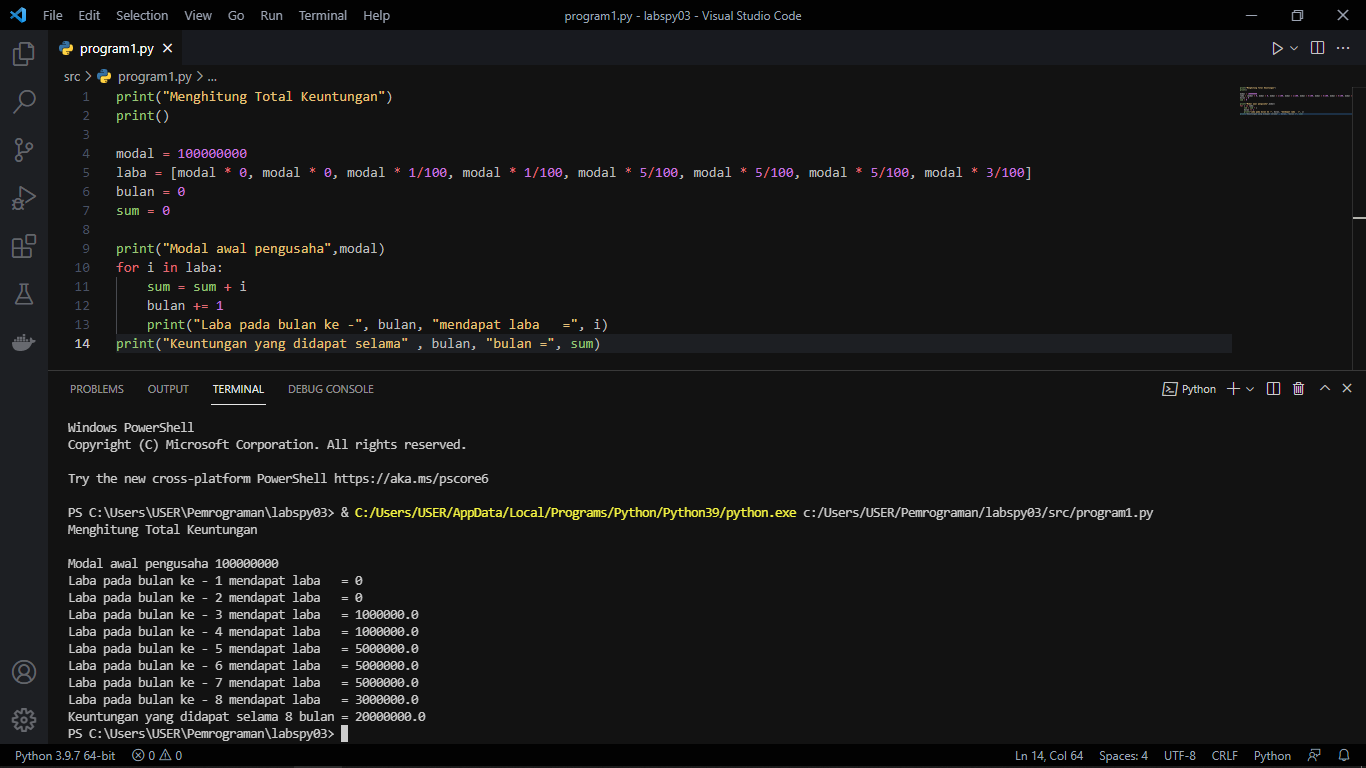 File Edit Selection View Go Run Terminal Help program1.py - labspy03 - Visual Studio Code
program1.py
src > program1.py > ...
1 print("Menghitung Total Keuntungan")
2 print()
3
4 modal = 100000000
5 laba = [modal * 0, modal * 0, modal * 1/100, modal * 1/100, modal * 5/100, modal * 5/100, modal * 5/100, modal * 3/100]
6 bulan = 0
7 sum = 0
8
9 print("Modal awal pengusaha",modal)
10 for i in laba:
11     sum = sum + i
12     bulan += 1
13     print("Laba pada bulan ke -", bulan, "mendapat laba   =", i)
14 print("Keuntungan yang didapat selama" , bulan, "bulan =", sum)
PROBLEMS OUTPUT TERMINAL DEBUG CONSOLE Python
Windows PowerShell
Copyright (C) Microsoft Corporation. All rights reserved.
Try the new cross-platform PowerShell https://aka.ms/pscore6
PS C:\Users\USER\Pemrograman\labspy03> & C:/Users/USER/AppData/Local/Programs/Python/Python39/python.exe c:/Users/USER/Pemrograman/labspy03/src/program1.py
Menghitung Total Keuntungan
Modal awal pengusaha 100000000
Laba pada bulan ke - 1 mendapat laba   = 0
Laba pada bulan ke - 2 mendapat laba   = 0
Laba pada bulan ke - 3 mendapat laba   = 1000000.0
Laba pada bulan ke - 4 mendapat laba   = 1000000.0
Laba pada bulan ke - 5 mendapat laba   = 5000000.0
Laba pada bulan ke - 6 mendapat laba   = 5000000.0
Laba pada bulan ke - 7 mendapat laba   = 5000000.0
Laba pada bulan ke - 8 mendapat laba   = 3000000.0
Keuntungan yang didapat selama 8 bulan = 20000000.0
PS C:\Users\USER\Pemrograman\labspy03>
Python 3.9.7 64-bit 0 0 Ln 14, Col 64 Spaces: 4 UTF-8 CRLF Python